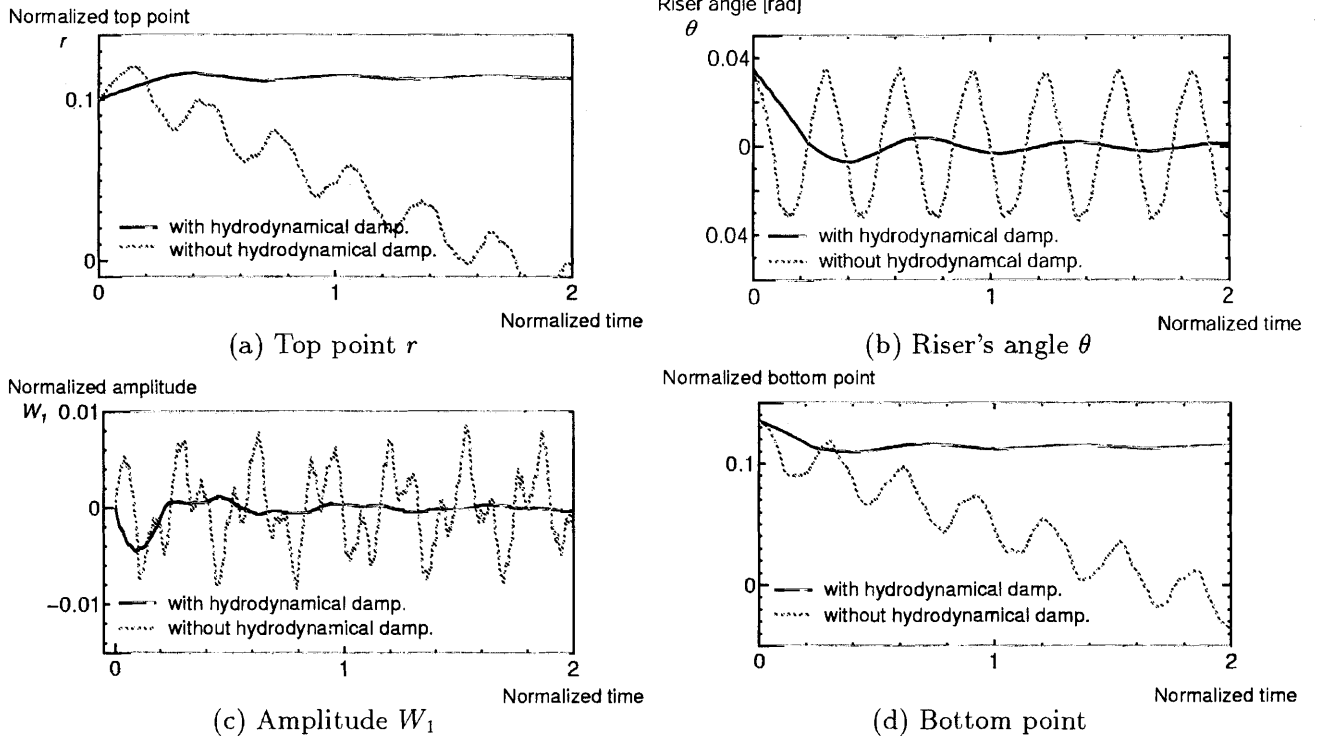 Normalized top point
r
0.1
0
with hydrodynamical damp.
without hydrodynamical damp.
0
1
2
Normalized time
(a) Top point r
Riser angle [rad]
θ
0.04
0
0.04
with hydrodynamical damp.
without hydrodynamcal damp.
0
1
2
Normalized time
(b) Riser's angle θ
Normalized amplitude
W₁ 0.01
0
−0.01
with hydrodynamical damp.
without hydrodynamical damp.
0
1
2
Normalized time
(c) Amplitude W₁
Normalized bottom point
0.1
0
with hydrodynamical damp.
without hydrodynamical damp.
0
1
2
Normalized time
(d) Bottom point